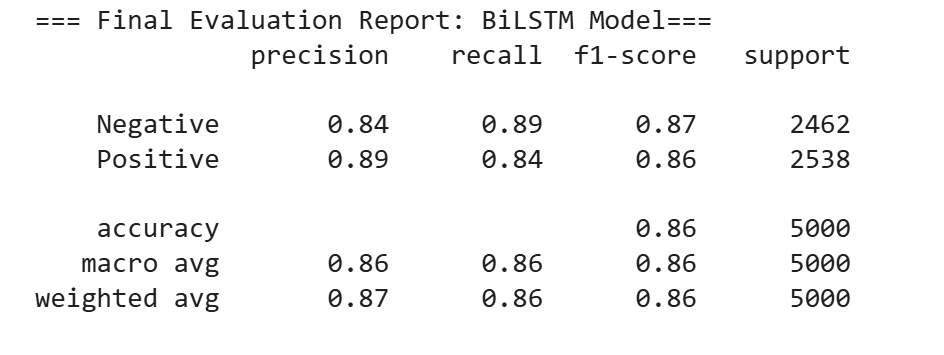 === Final Evaluation Report: BiLSTM Model===
precision recall f1-score support
Negative 0.84 0.89 0.87 2462
Positive 0.89 0.84 0.86 2538
accuracy 0.86 5000
macro avg 0.86 0.86 0.86 5000
weighted avg 0.87 0.86 0.86 5000